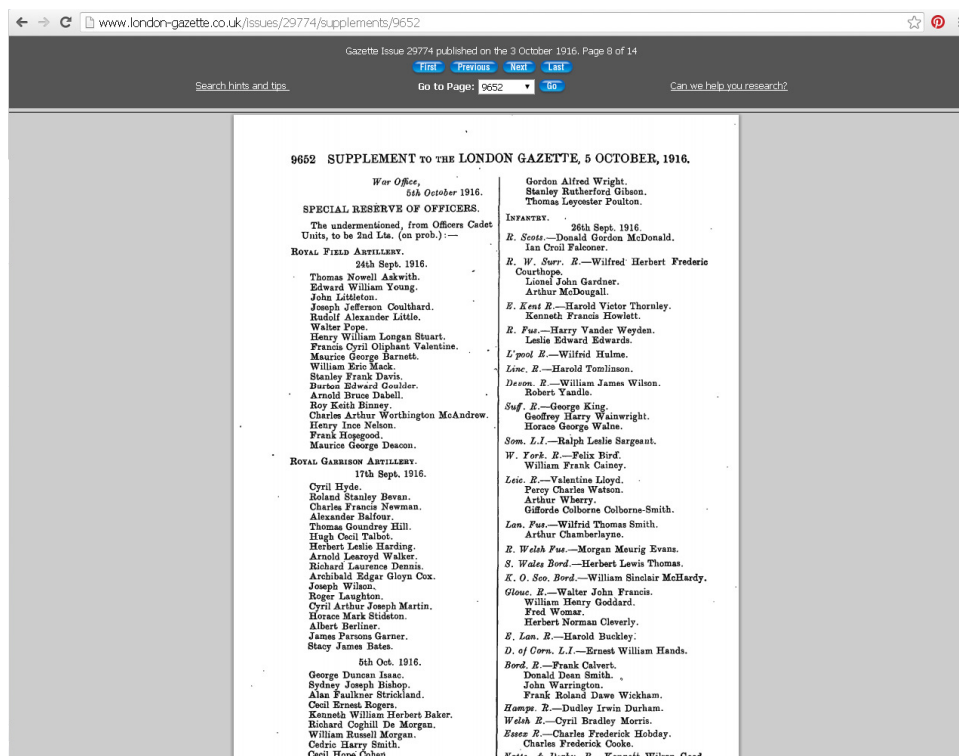 www.london-gazette.co.uk/issues/29774/supplements/9652
Gazette Issue 29774 published on the 3 October 1916. Page 8 of 14
First Previous Next Last
Search hints and tips
Go to Page: 9652 Go
Can we help you research?
9652 SUPPLEMENT TO THE LONDON GAZETTE, 5 OCTOBER, 1916.
War Office,
5th October 1916.
SPECIAL RESERVE OF OFFICERS.
The undermentioned, from Officers Cadet
Units, to be 2nd Lts. (on prob.):—
ROYAL FIELD ARTILLERY.
24th Sept. 1916.
Thomas Nowell Askwith.
Edward William Young.
John Littleton.
Joseph Jefferson Coulthard.
Rudolf Alexander Little.
Walter Pope.
Henry William Longan Stuart.
Francis Cyril Oliphant Valentine.
Maurice George Barnett.
William Eric Mack.
Stanley Frank Davis.
Burton Edward Goulder.
Arnold Bruce Dabell.
Roy Keith Binney.
Charles Arthur Worthington McAndrew.
Henry Ince Nelson.
Frank Hosegood.
Maurice George Deacon.
ROYAL GARRISON ARTILLERY.
17th Sept. 1916.
Cyril Hyde.
Roland Stanley Bevan.
Charles Francis Newman.
Alexander Balfour.
Thomas Goundrey Hill.
Hugh Cecil Talbot.
Herbert Leslie Harding.
Arnold Learoyd Walker.
Richard Laurence Dennis.
Archibald Edgar Gloyn Cox.
Joseph Wilson.
Roger Laughton.
Cyril Arthur Joseph Martin.
Horace Mark Stidston.
Albert Berliner.
James Parsons Garner.
Stacy James Bates.
5th Oct. 1916.
George Duncan Isaac.
Sydney Joseph Bishop.
Alan Faulkner Strickland.
Cecil Ernest Rogers.
Kenneth William Herbert Baker.
Richard Coghill De Morgan.
William Russell Morgan.
Cedric Harry Smith.
Cecil Hope Cohen.
Gordon Alfred Wright.
Stanley Rutherford Gibson.
Thomas Leycester Poulton.
INFANTRY.
26th Sept. 1916.
R. Scots.—Donald Gordon McDonald.
Ian Croil Falconer.
R. W. Surr. R.—Wilfred Herbert Frederic
Courthope.
Lionel John Gardner.
Arthur McDougall.
E. Kent R.—Harold Victor Thornley.
Kenneth Francis Howlett.
R. Fus.—Harry Vander Weyden.
Leslie Edward Edwards.
L'pool R.—Wilfrid Hulme.
Linc. R.—Harold Tomlinson.
Devon. R.—William James Wilson.
Robert Yandle.
Suff. R.—George King.
Geoffrey Harry Wainwright.
Horace George Walne.
Som. L.I.—Ralph Leslie Sargeant.
W. York. R.—Felix Bird.
William Frank Cainey.
Leic. R.—Valentine Lloyd.
Percy Charles Watson.
Arthur Wherry.
Gifforde Colborne Colborne-Smith.
Lan. Fus.—Wilfrid Thomas Smith.
Arthur Chamberlayne.
R. Welsh Fus.—Morgan Meurig Evans.
S. Wales Bord.—Herbert Lewis Thomas.
K. O. Sco. Bord.—William Sinclair McHardy.
Glouc. R.—Walter John Francis.
William Henry Goddard.
Fred Womar.
Herbert Norman Cleverly.
E. Lan. R.—Harold Buckley.
D. of Corn. L.I.—Ernest William Hands.
Bord. R.—Frank Calvert.
Donald Dean Smith.
John Warrington.
Frank Roland Dawe Wickham.
Hamps. R.—Dudley Irwin Durham.
Welsh R.—Cyril Bradley Morris.
Essex R.—Charles Frederick Hobday.
Charles Frederick Cooke.